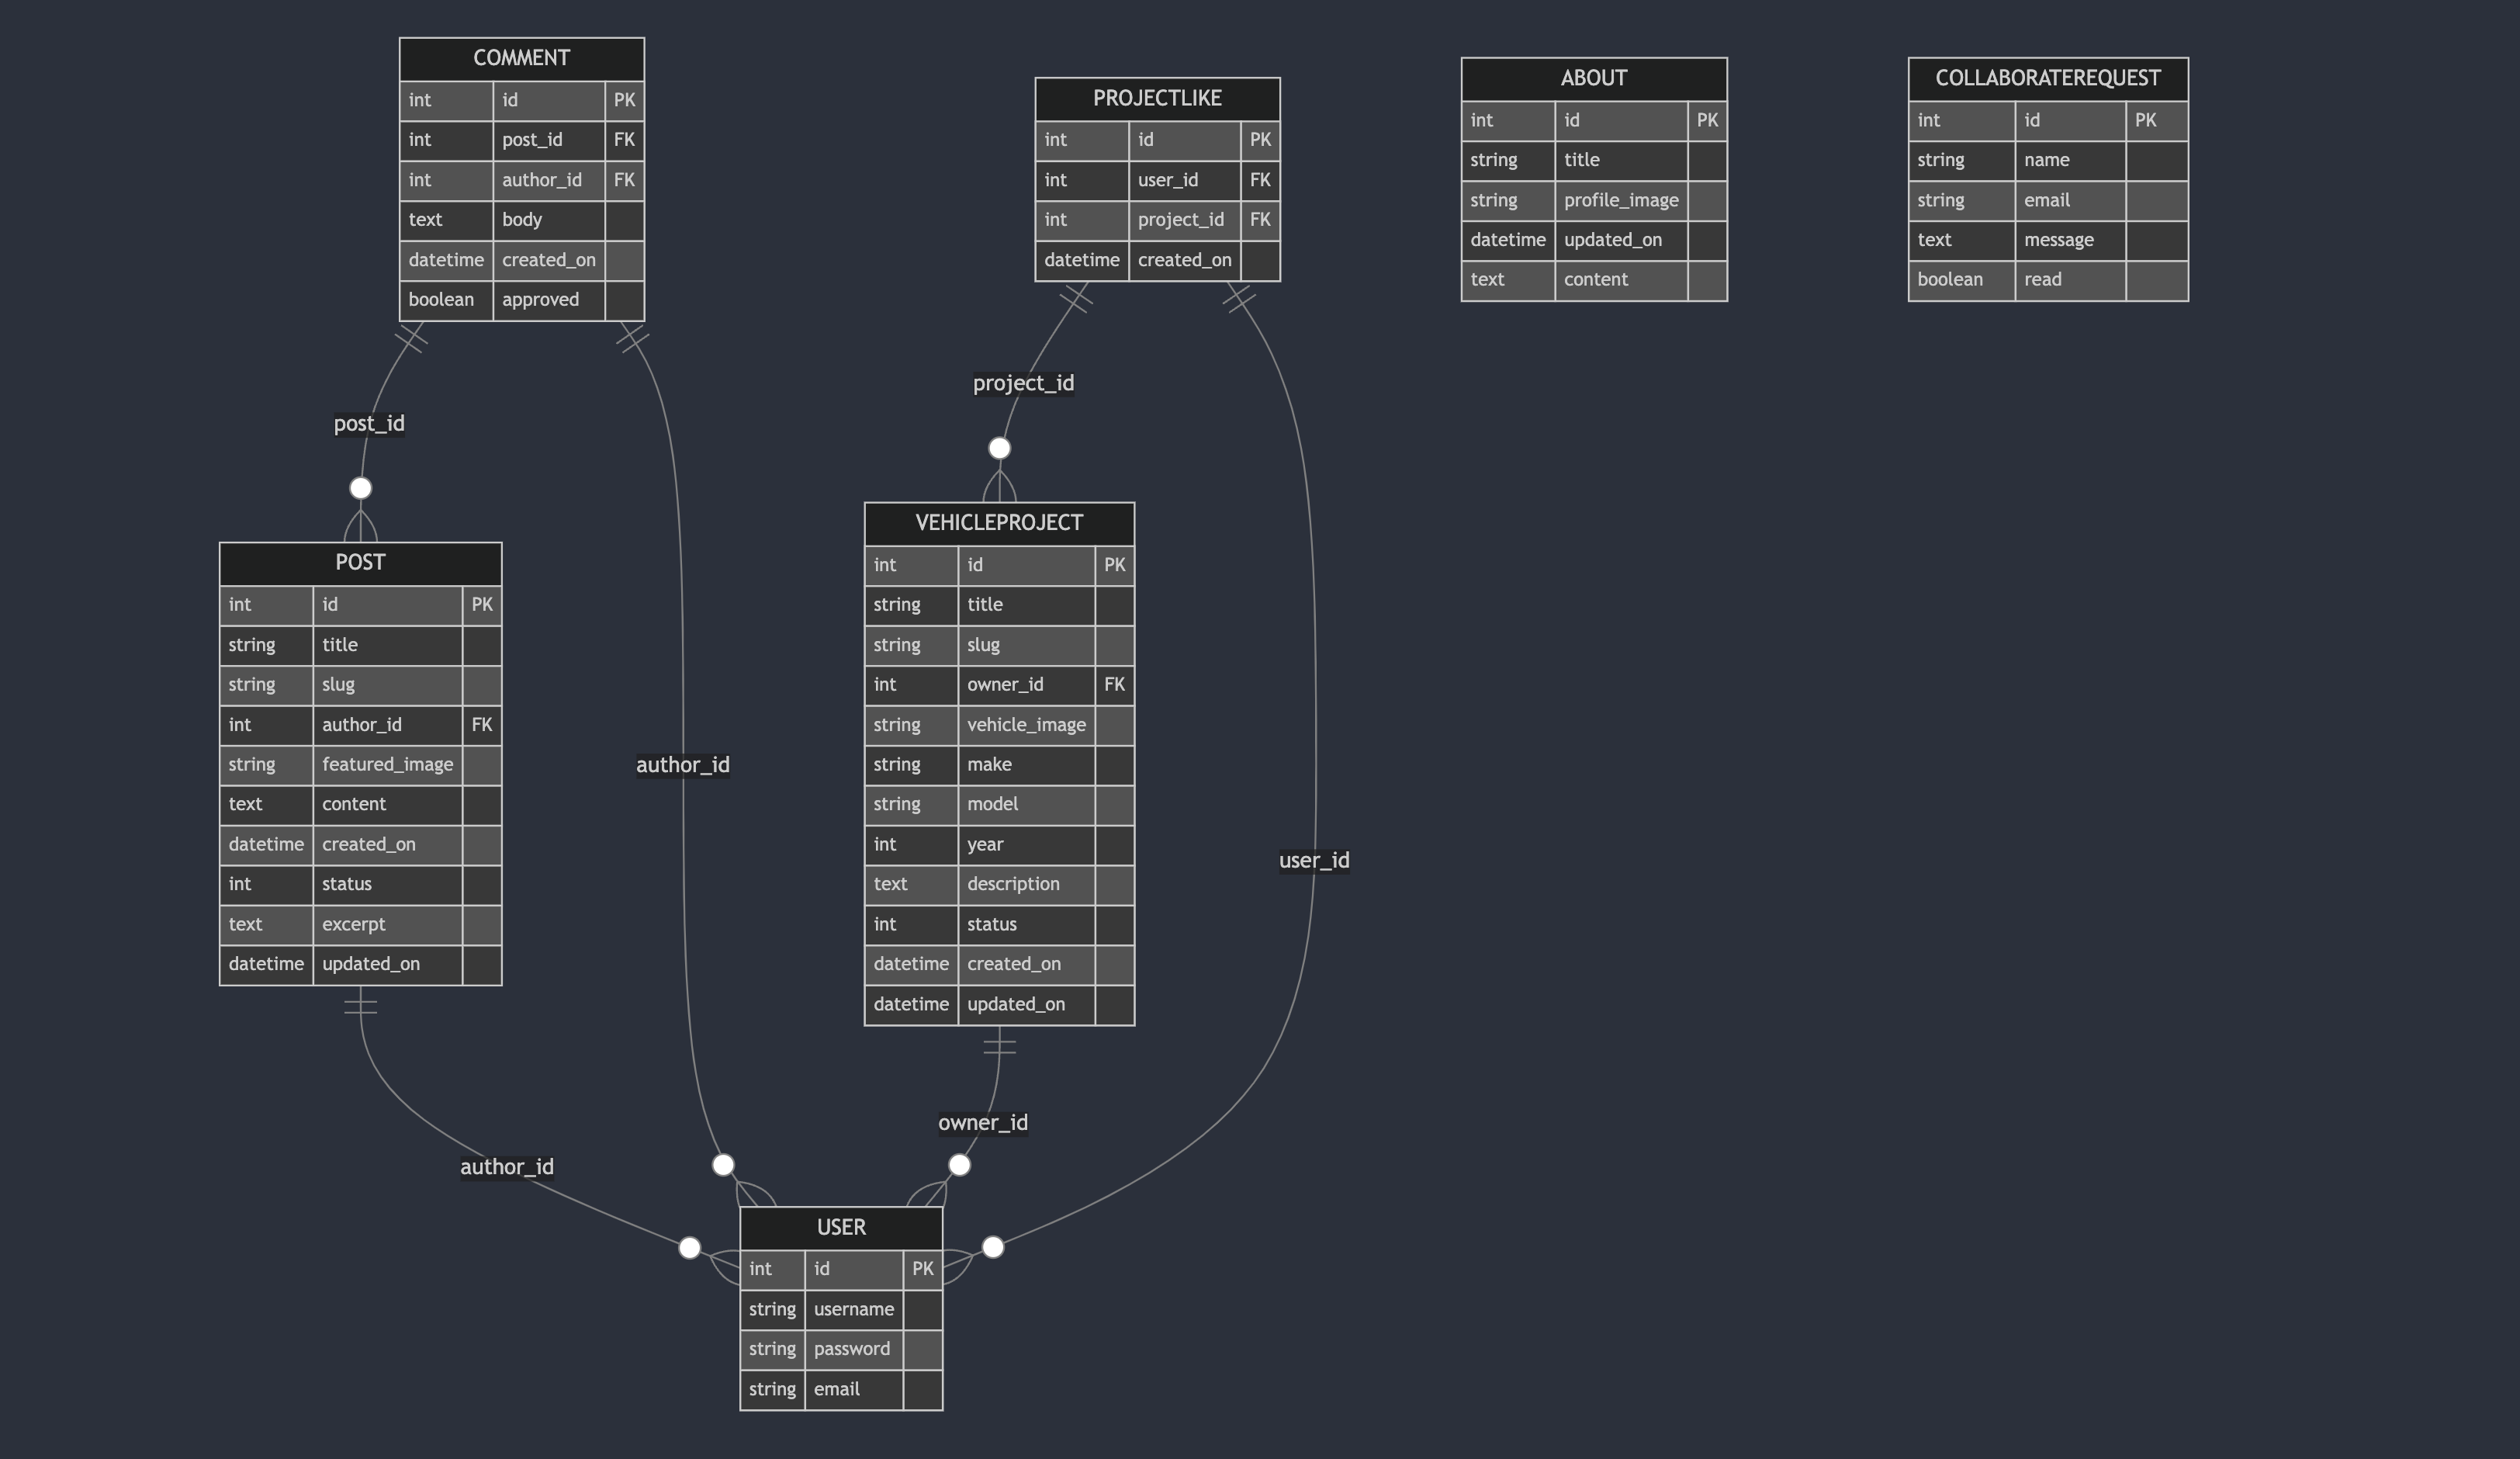 COMMENT
int id PK
int post_id FK
int author_id FK
text body
datetime created_on
boolean approved
PROJECTLIKE
int id PK
int user_id FK
int project_id FK
datetime created_on
ABOUT
int id PK
string title
string profile_image
datetime updated_on
text content
COLLABORATEREQUEST
int id PK
string name
string email
text message
boolean read
project_id
post_id
POST
int id PK
string title
string slug
int author_id FK
string featured_image
text content
datetime created_on
int status
text excerpt
datetime updated_on
author_id
VEHICLEPROJECT
int id PK
string title
string slug
int owner_id FK
string vehicle_image
string make
string model
int year
text description
int status
datetime created_on
datetime updated_on
user_id
owner_id
author_id
USER
int id PK
string username
string password
string email